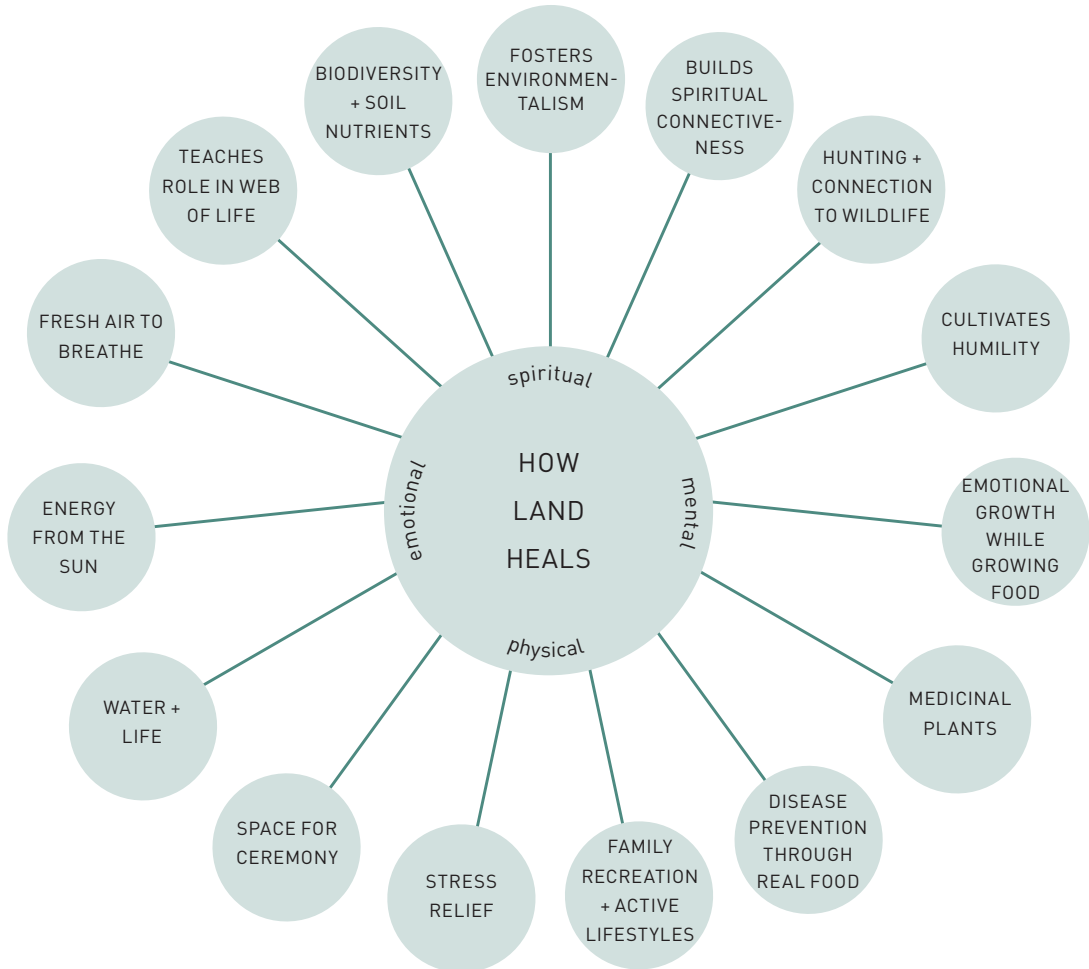 FOSTERS
ENVIRONMEN-
TALISM
BUILDS
SPIRITUAL
CONNECTIVE-
NESS
HUNTING +
CONNECTION
TO WILDLIFE
CULTIVATES
HUMILITY
EMOTIONAL
GROWTH
WHILE
GROWING
FOOD
MEDICINAL
PLANTS
DISEASE
PREVENTION
THROUGH
REAL FOOD
FAMILY
RECREATION
+ ACTIVE
LIFESTYLES
STRESS
RELIEF
SPACE FOR
CEREMONY
WATER +
LIFE
ENERGY
FROM THE
SUN
FRESH AIR TO
BREATHE
TEACHES
ROLE IN WEB
OF LIFE
BIODIVERSITY
+ SOIL
NUTRIENTS
spiritual
mental
physical
emotional
HOW
LAND
HEALS